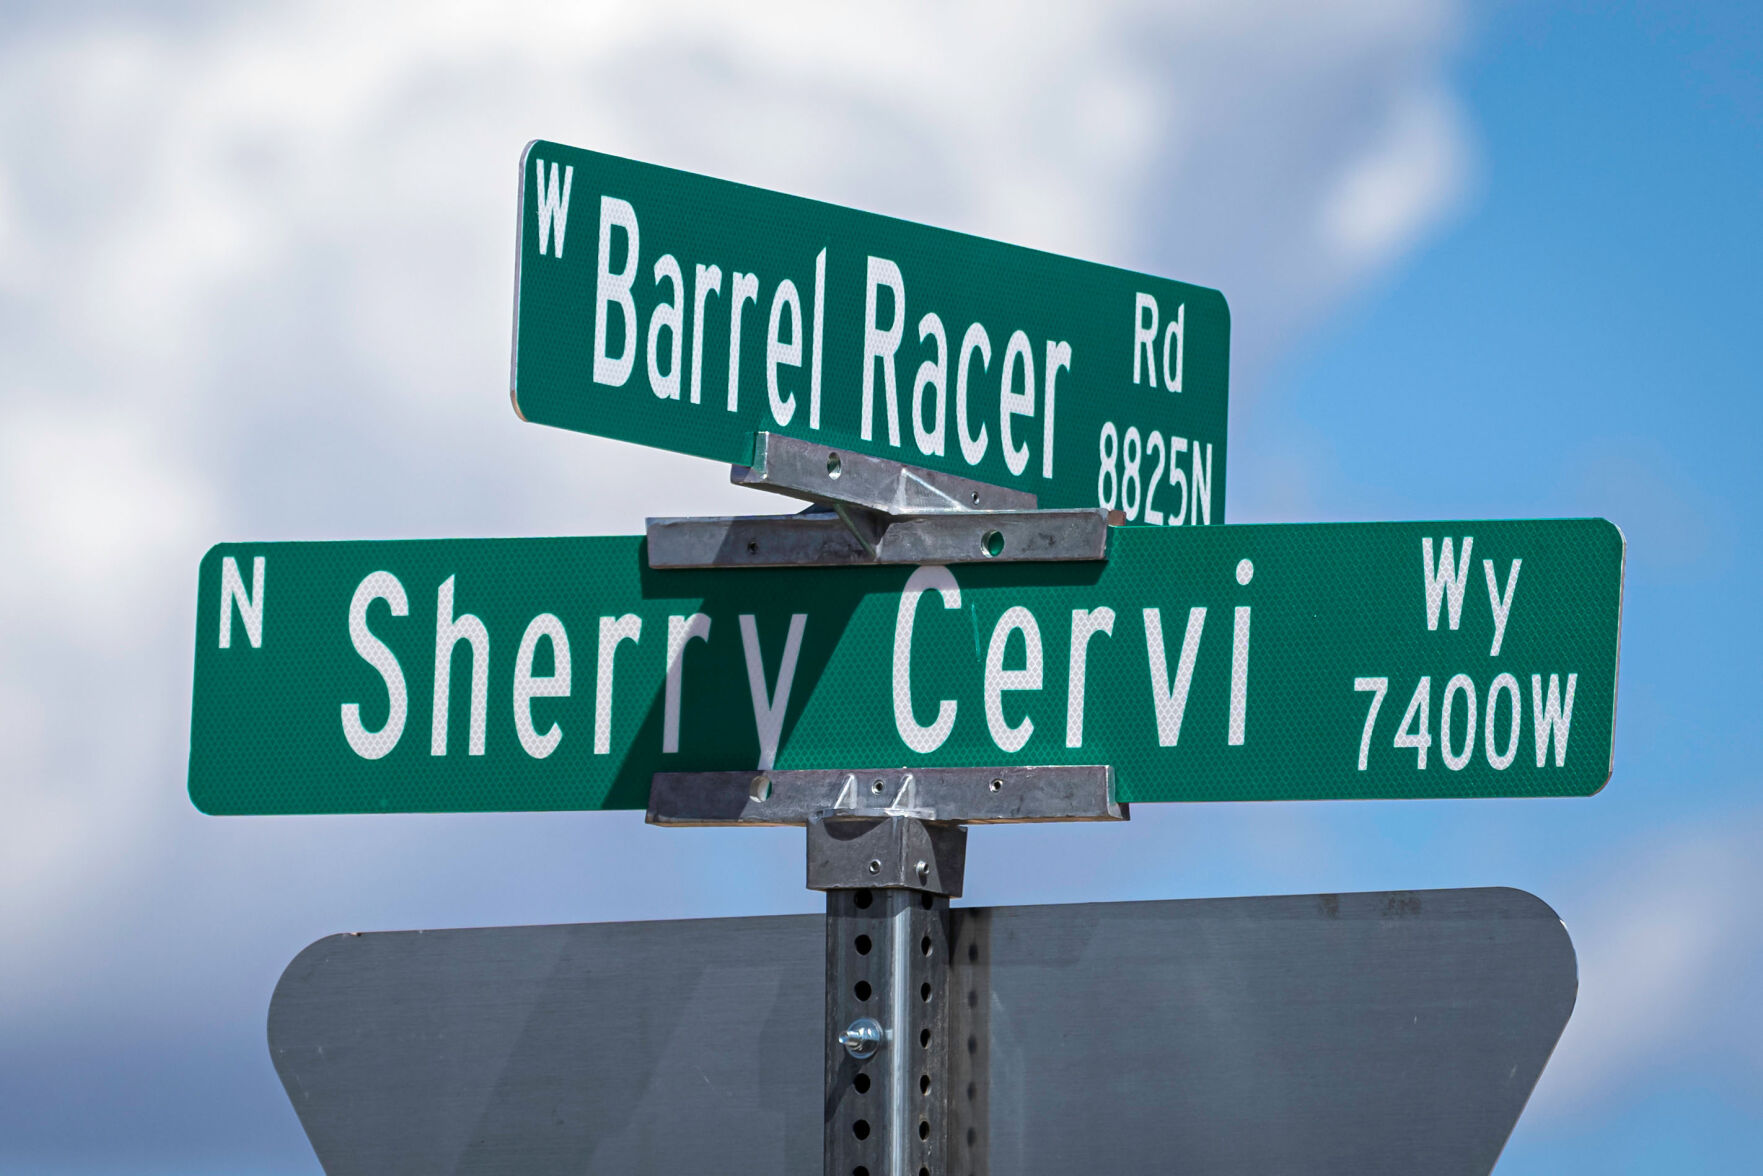 W Barrel Racer Rd
8825N
N Sherry Cervi Wy
7400W